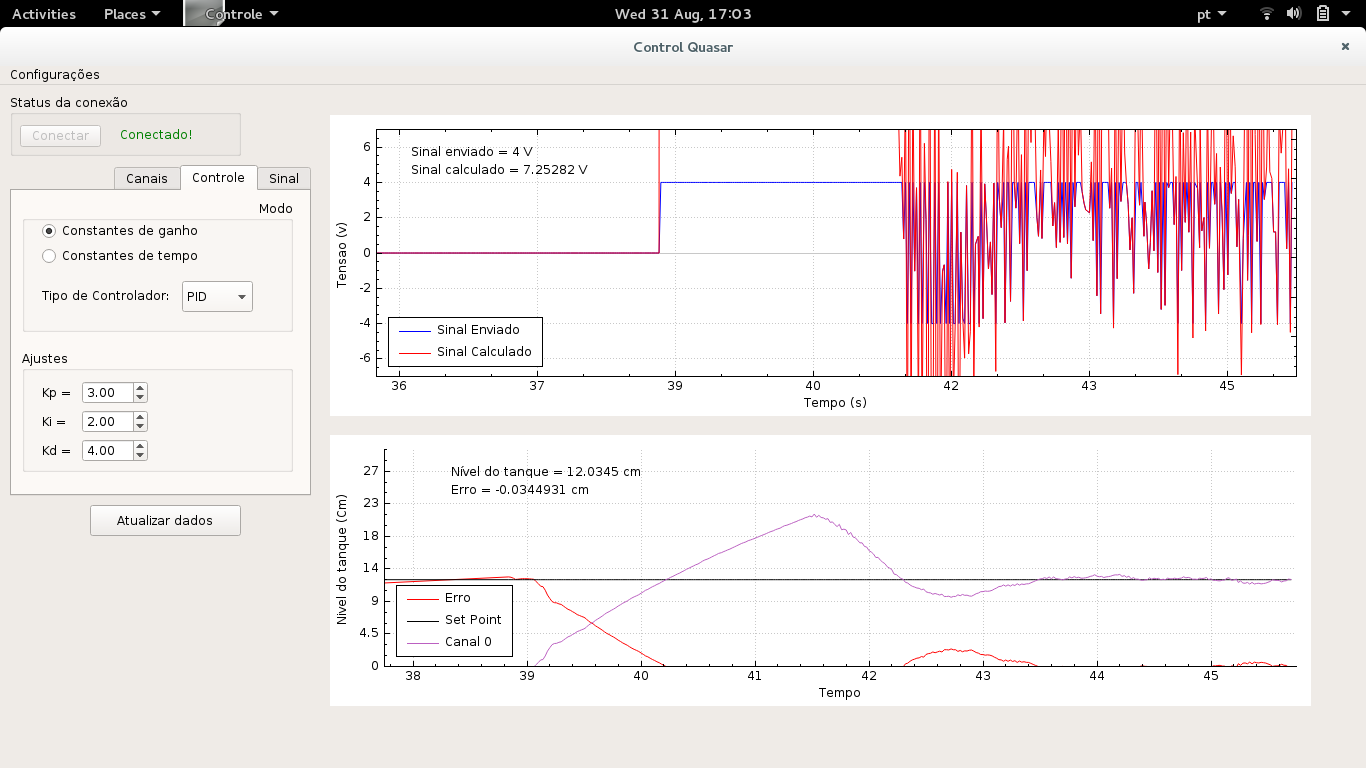 Activities Places Controle Wed 31 Aug, 17:03 pt
Control Quasar ×
Configurações
Status da conexão
Conectar Conectado!
Canais Controle Sinal
Modo
Constantes de ganho
Constantes de tempo
Tipo de Controlador: PID
Ajustes
Kp = 3.00
Ki = 2.00
Kd = 4.00
Atualizar dados
Sinal enviado = 4 V
Sinal calculado = 7.25282 V
Tensao (v)
6
4
2
0
-2
-4
-6
Sinal Enviado
Sinal Calculado
36 37 39 40 42 43 45
Tempo (s)
Nível do tanque = 12.0345 cm
Erro = -0.0344931 cm
Nivel do tanque (Cm)
27
23
18
14
9
4.5
0
Erro
Set Point
Canal 0
38 39 40 41 42 43 44 45
Tempo